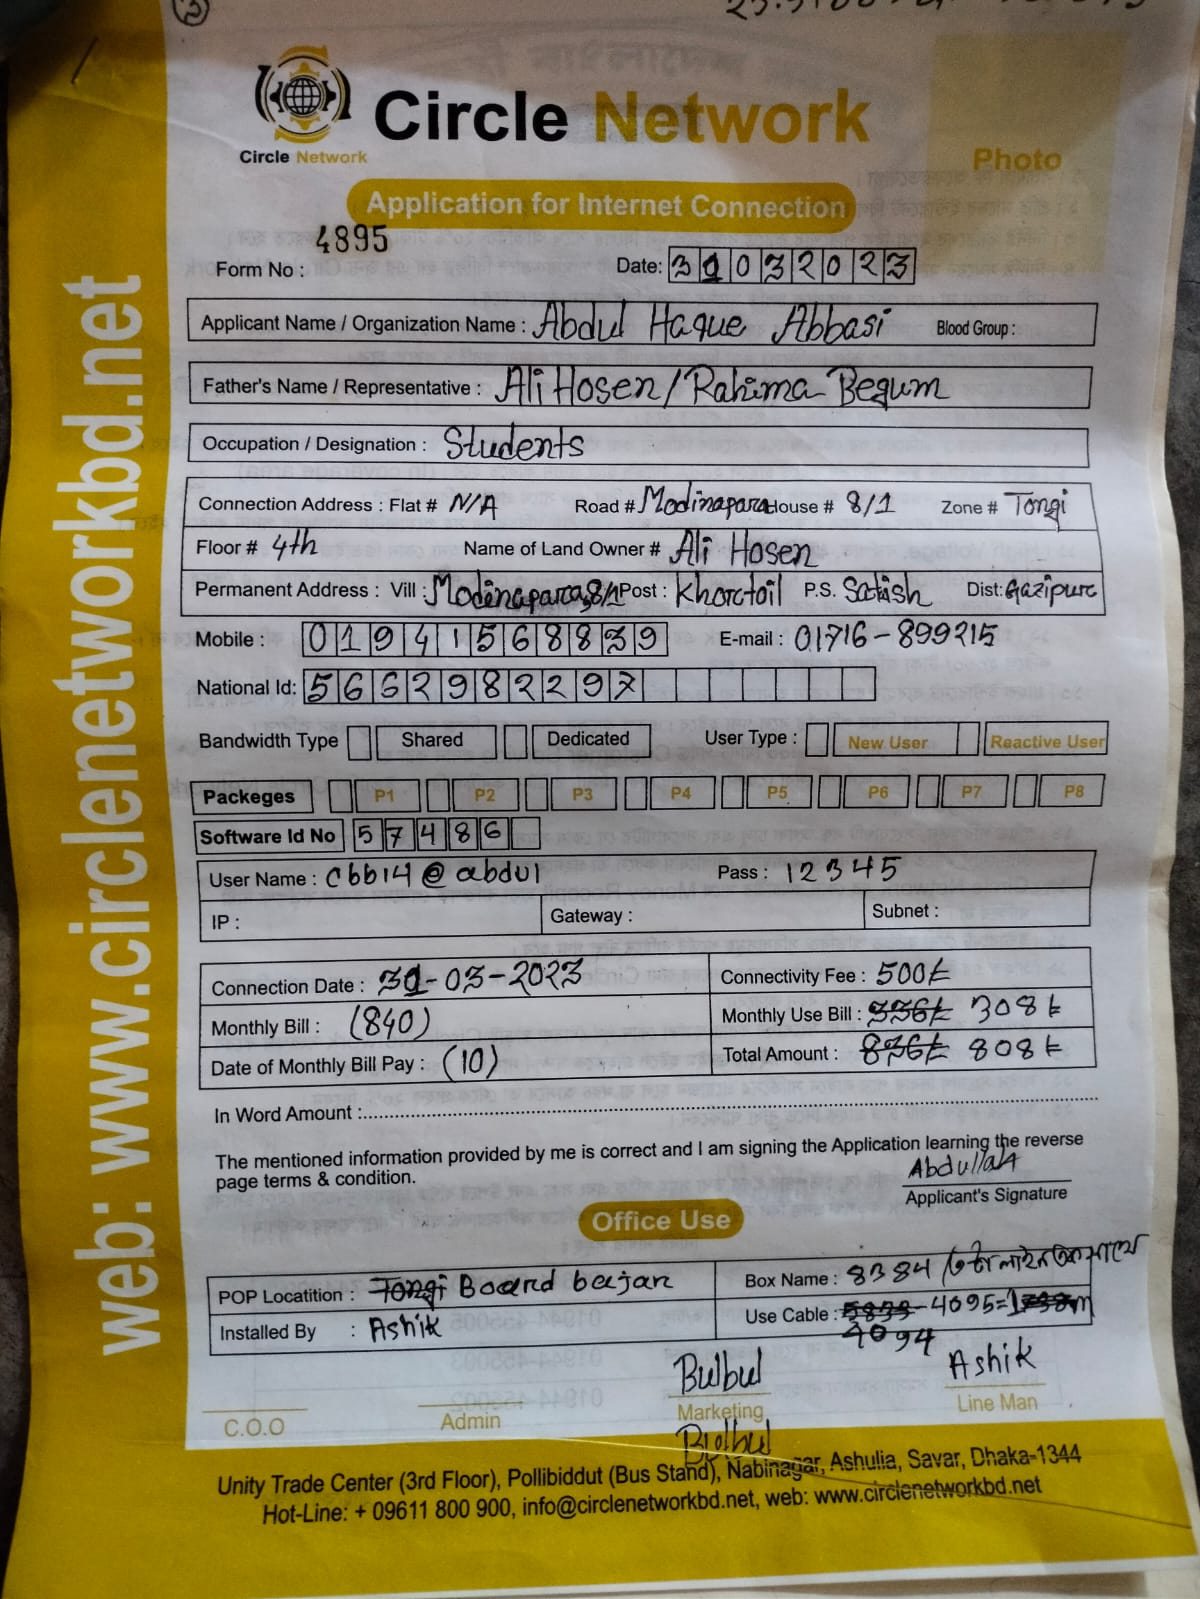 Circle Network
Circle Network
Photo
Application for Internet Connection
4895
Form No :
Date: 31032023
Applicant Name / Organization Name : Abdul Haque Abbasi Blood Group :
Father's Name / Representative : Ali Hosen / Rahima Begum
Occupation / Designation : Students
Connection Address : Flat # N/A Road # Modinapara House # 8/1 Zone # Tongi
Floor # 4th Name of Land Owner # Ali Hosen
Permanent Address : Vill : Modinapara, 8/1 Post : Khortoil P.S. Sataish Dist: Gazipure
Mobile : 01941568839 E-mail : 01716-899215
National Id: 5662982297
Bandwidth Type Shared Dedicated User Type : New User Reactive User
Packeges P1 P2 P3 P4 P5 P6 P7 P8
Software Id No 57486
User Name : cbb14@abdul Pass : 12345
IP : Gateway : Subnet :
Connection Date : 31-03-2023 Connectivity Fee : 500/=
Monthly Bill : (840) Monthly Use Bill : 336/= 308/=
Date of Monthly Bill Pay : (10) Total Amount : 836/= 808/=
In Word Amount :
The mentioned information provided by me is correct and I am signing the Application learning the reverse
page terms & condition.
Abdullah
Applicant's Signature
Office Use
POP Locatition : Tongi Board bajar Box Name : 8384
Installed By : Ashik Use Cable : 5833-4095=1738m
4094
Bulbul Ashik
C.O.O Admin Marketing Line Man
Bulbul
Unity Trade Center (3rd Floor), Pollibiddut (Bus Stand), Nabinagar, Ashulia, Savar, Dhaka-1344
Hot-Line: + 09611 800 900, info@circlenetworkbd.net, web: www.circlenetworkbd.net
web: www.circlenetworkbd.net